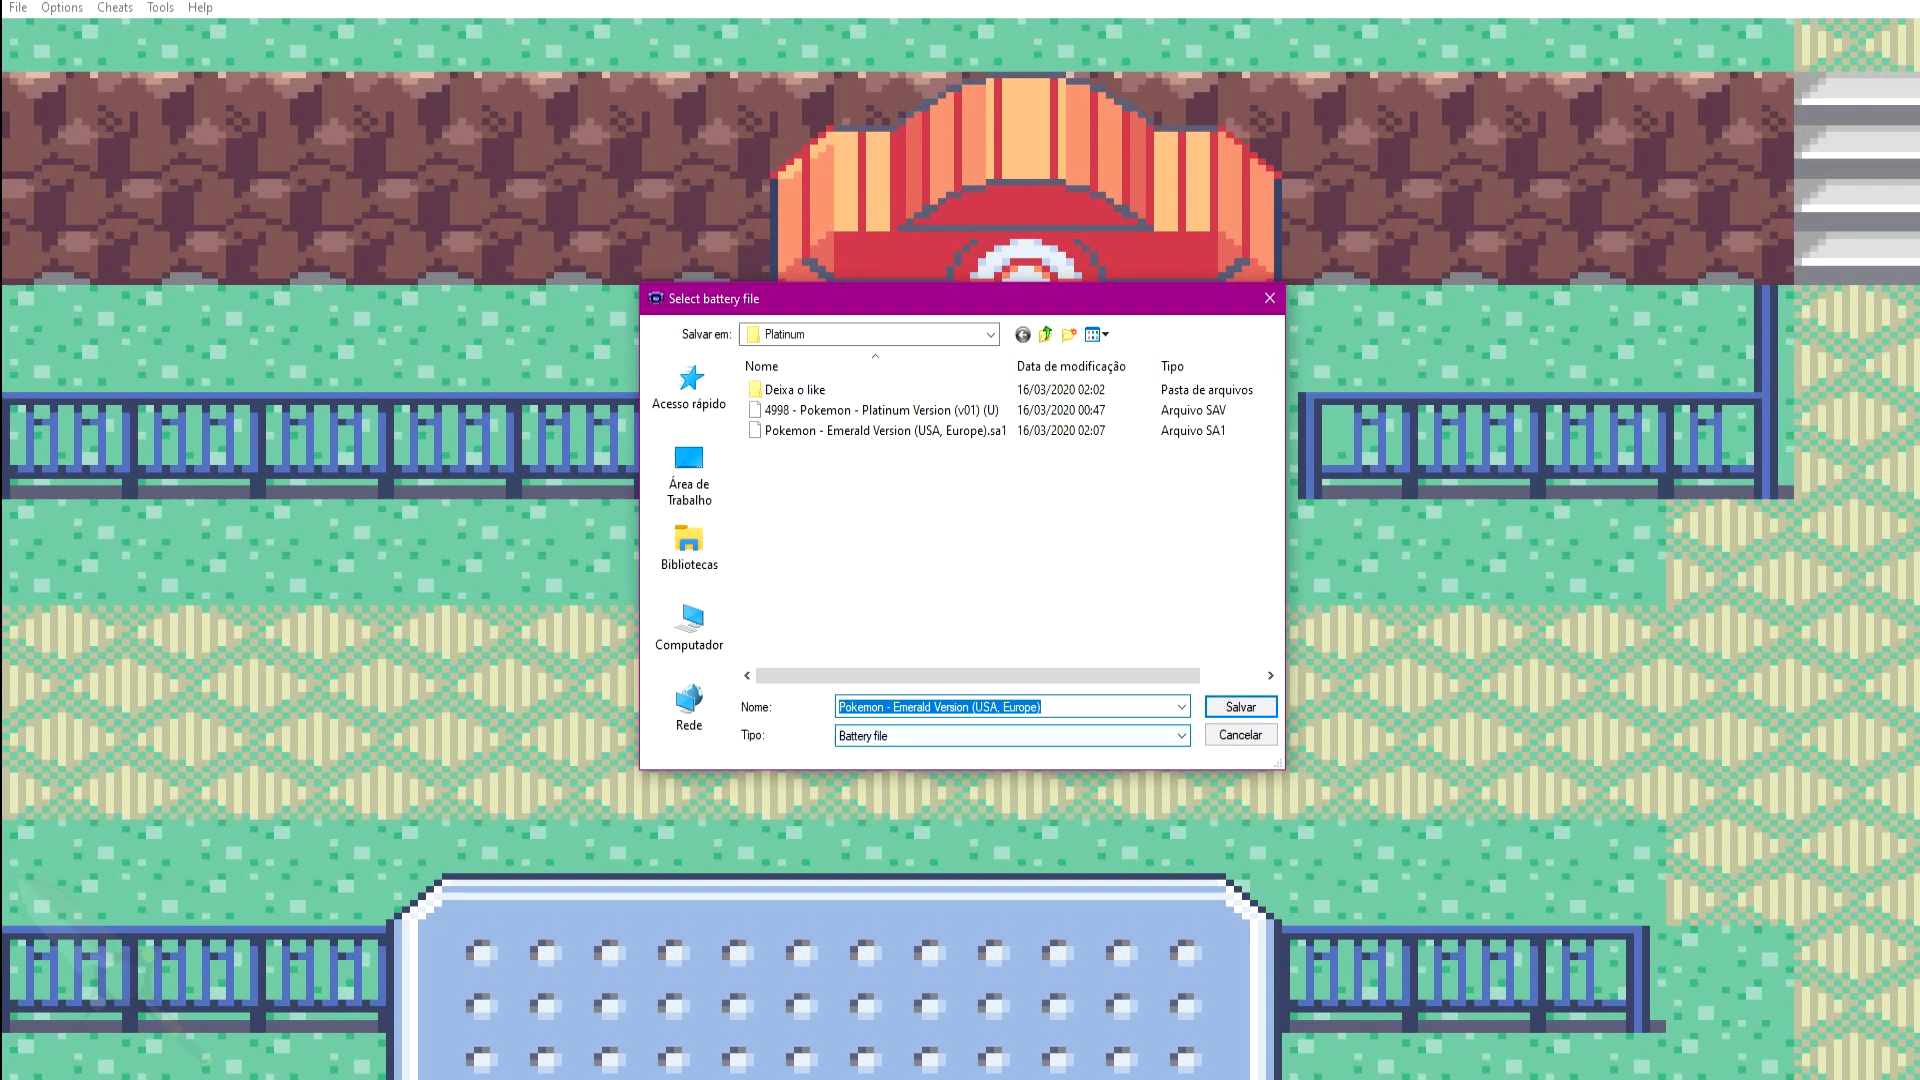 File Options Cheats Tools Help
Select battery file
Salvar em: Platinum
Nome Data de modificação Tipo
Deixa o like 16/03/2020 02:02 Pasta de arquivos
4998 - Pokemon - Platinum Version (v01) (U) 16/03/2020 00:47 Arquivo SAV
Pokemon - Emerald Version (USA, Europe).sa1 16/03/2020 02:07 Arquivo SA1
Acesso rápido
Área de
Trabalho
Bibliotecas
Computador
Rede
Nome: Pokemon - Emerald Version (USA, Europe) Salvar
Tipo: Battery file Cancelar